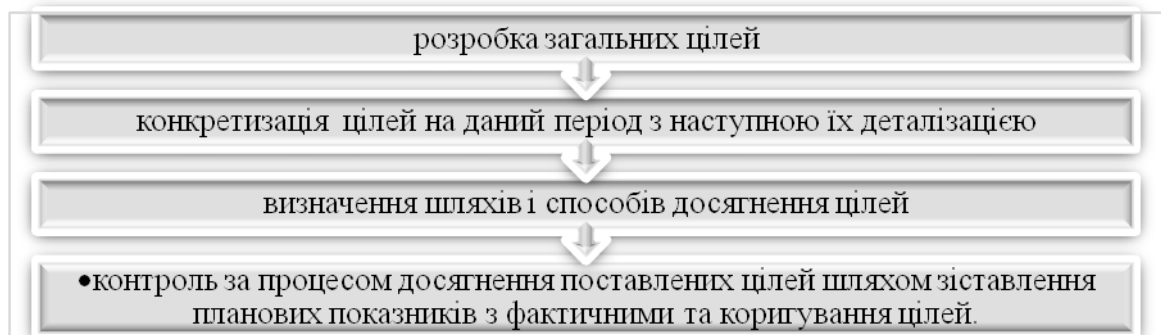 розробка загальних цілей
конкретизація цілей на даний період з наступною їх деталізацією
визначення шляхів і способів досягнення цілей
•контроль за процесом досягнення поставлених цілей шляхом зіставлення
планових показників з фактичними та коригування цілей.